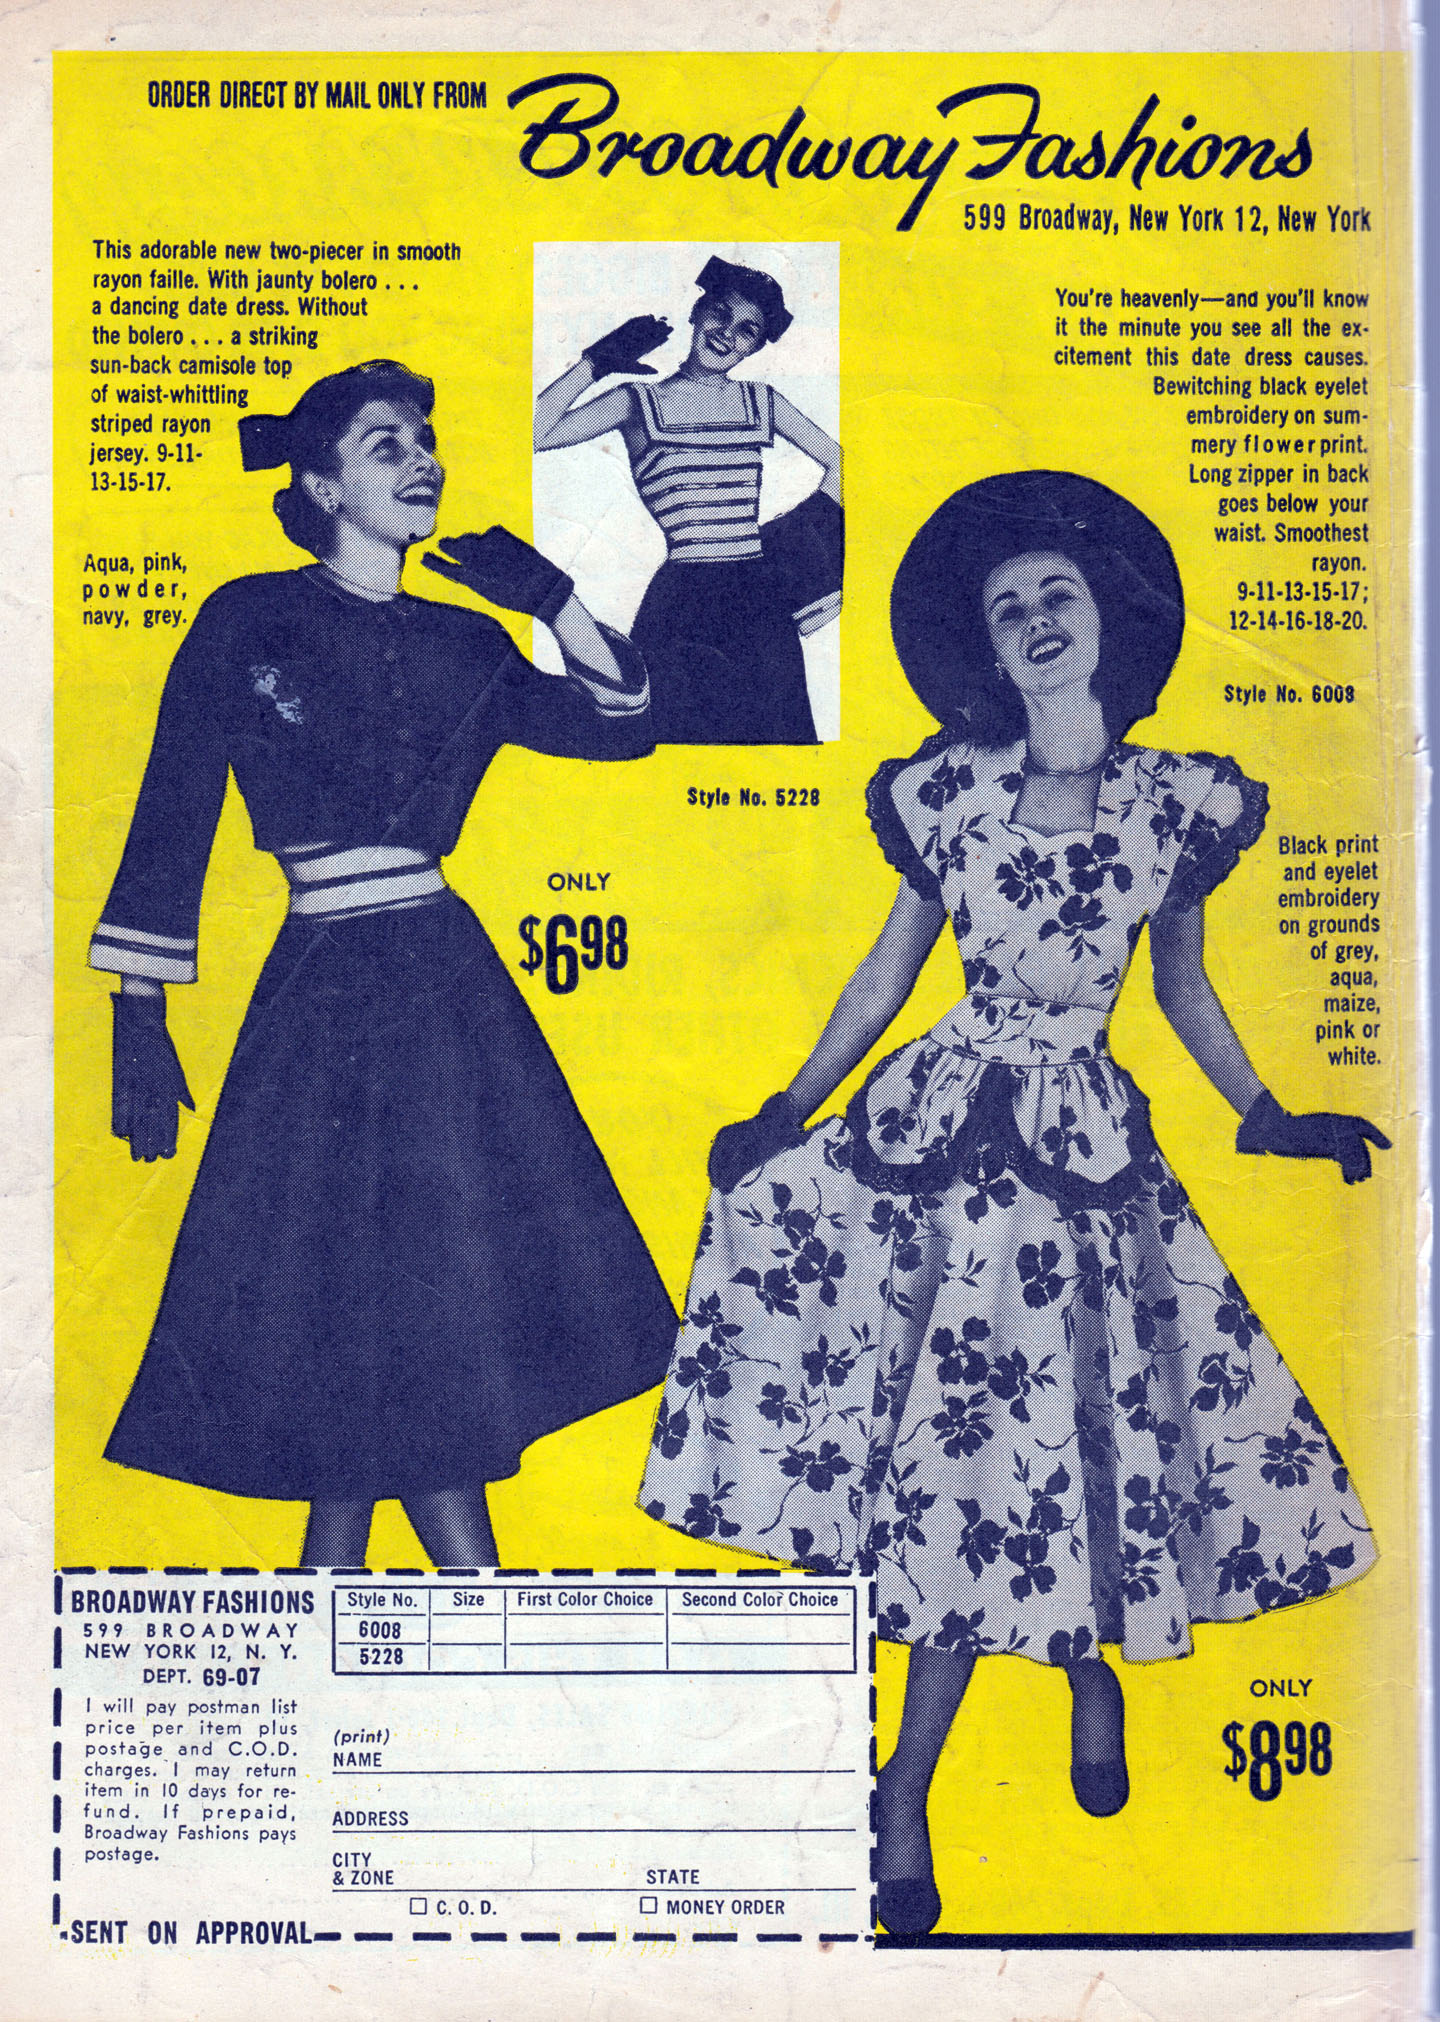 ORDER DIRECT BY MAIL ONLY FROM
Broadway Fashions
599 Broadway, New York 12, New York
This adorable new two-piecer in smooth
rayon faille. With jaunty bolero . . .
a dancing date dress. Without
the bolero . . . a striking
sun-back camisole top
of waist-whittling
striped rayon
jersey. 9-11-
13-15-17.
Aqua, pink,
powder,
navy, grey.
Style No. 5228
ONLY
$6 98
You're heavenly—and you'll know
it the minute you see all the ex-
citement this date dress causes.
Bewitching black eyelet
embroidery on sum-
mery flower print.
Long zipper in back
goes below your
waist. Smoothest
rayon.
9-11-13-15-17;
12-14-16-18-20.
Style No. 6008
Black print
and eyelet
embroidery
on grounds
of grey,
aqua,
maize,
pink or
white.
ONLY
$8 98
BROADWAY FASHIONS
599 BROADWAY
NEW YORK 12, N. Y.
DEPT. 69-07
I will pay postman list
price per item plus
postage and C.O.D.
charges. I may return
item in 10 days for re-
fund. If prepaid,
Broadway Fashions pays
postage.
SENT ON APPROVAL
Style No. Size First Color Choice Second Color Choice
6008
5228
(print)
NAME
ADDRESS
CITY
& ZONE STATE
C. O. D. MONEY ORDER